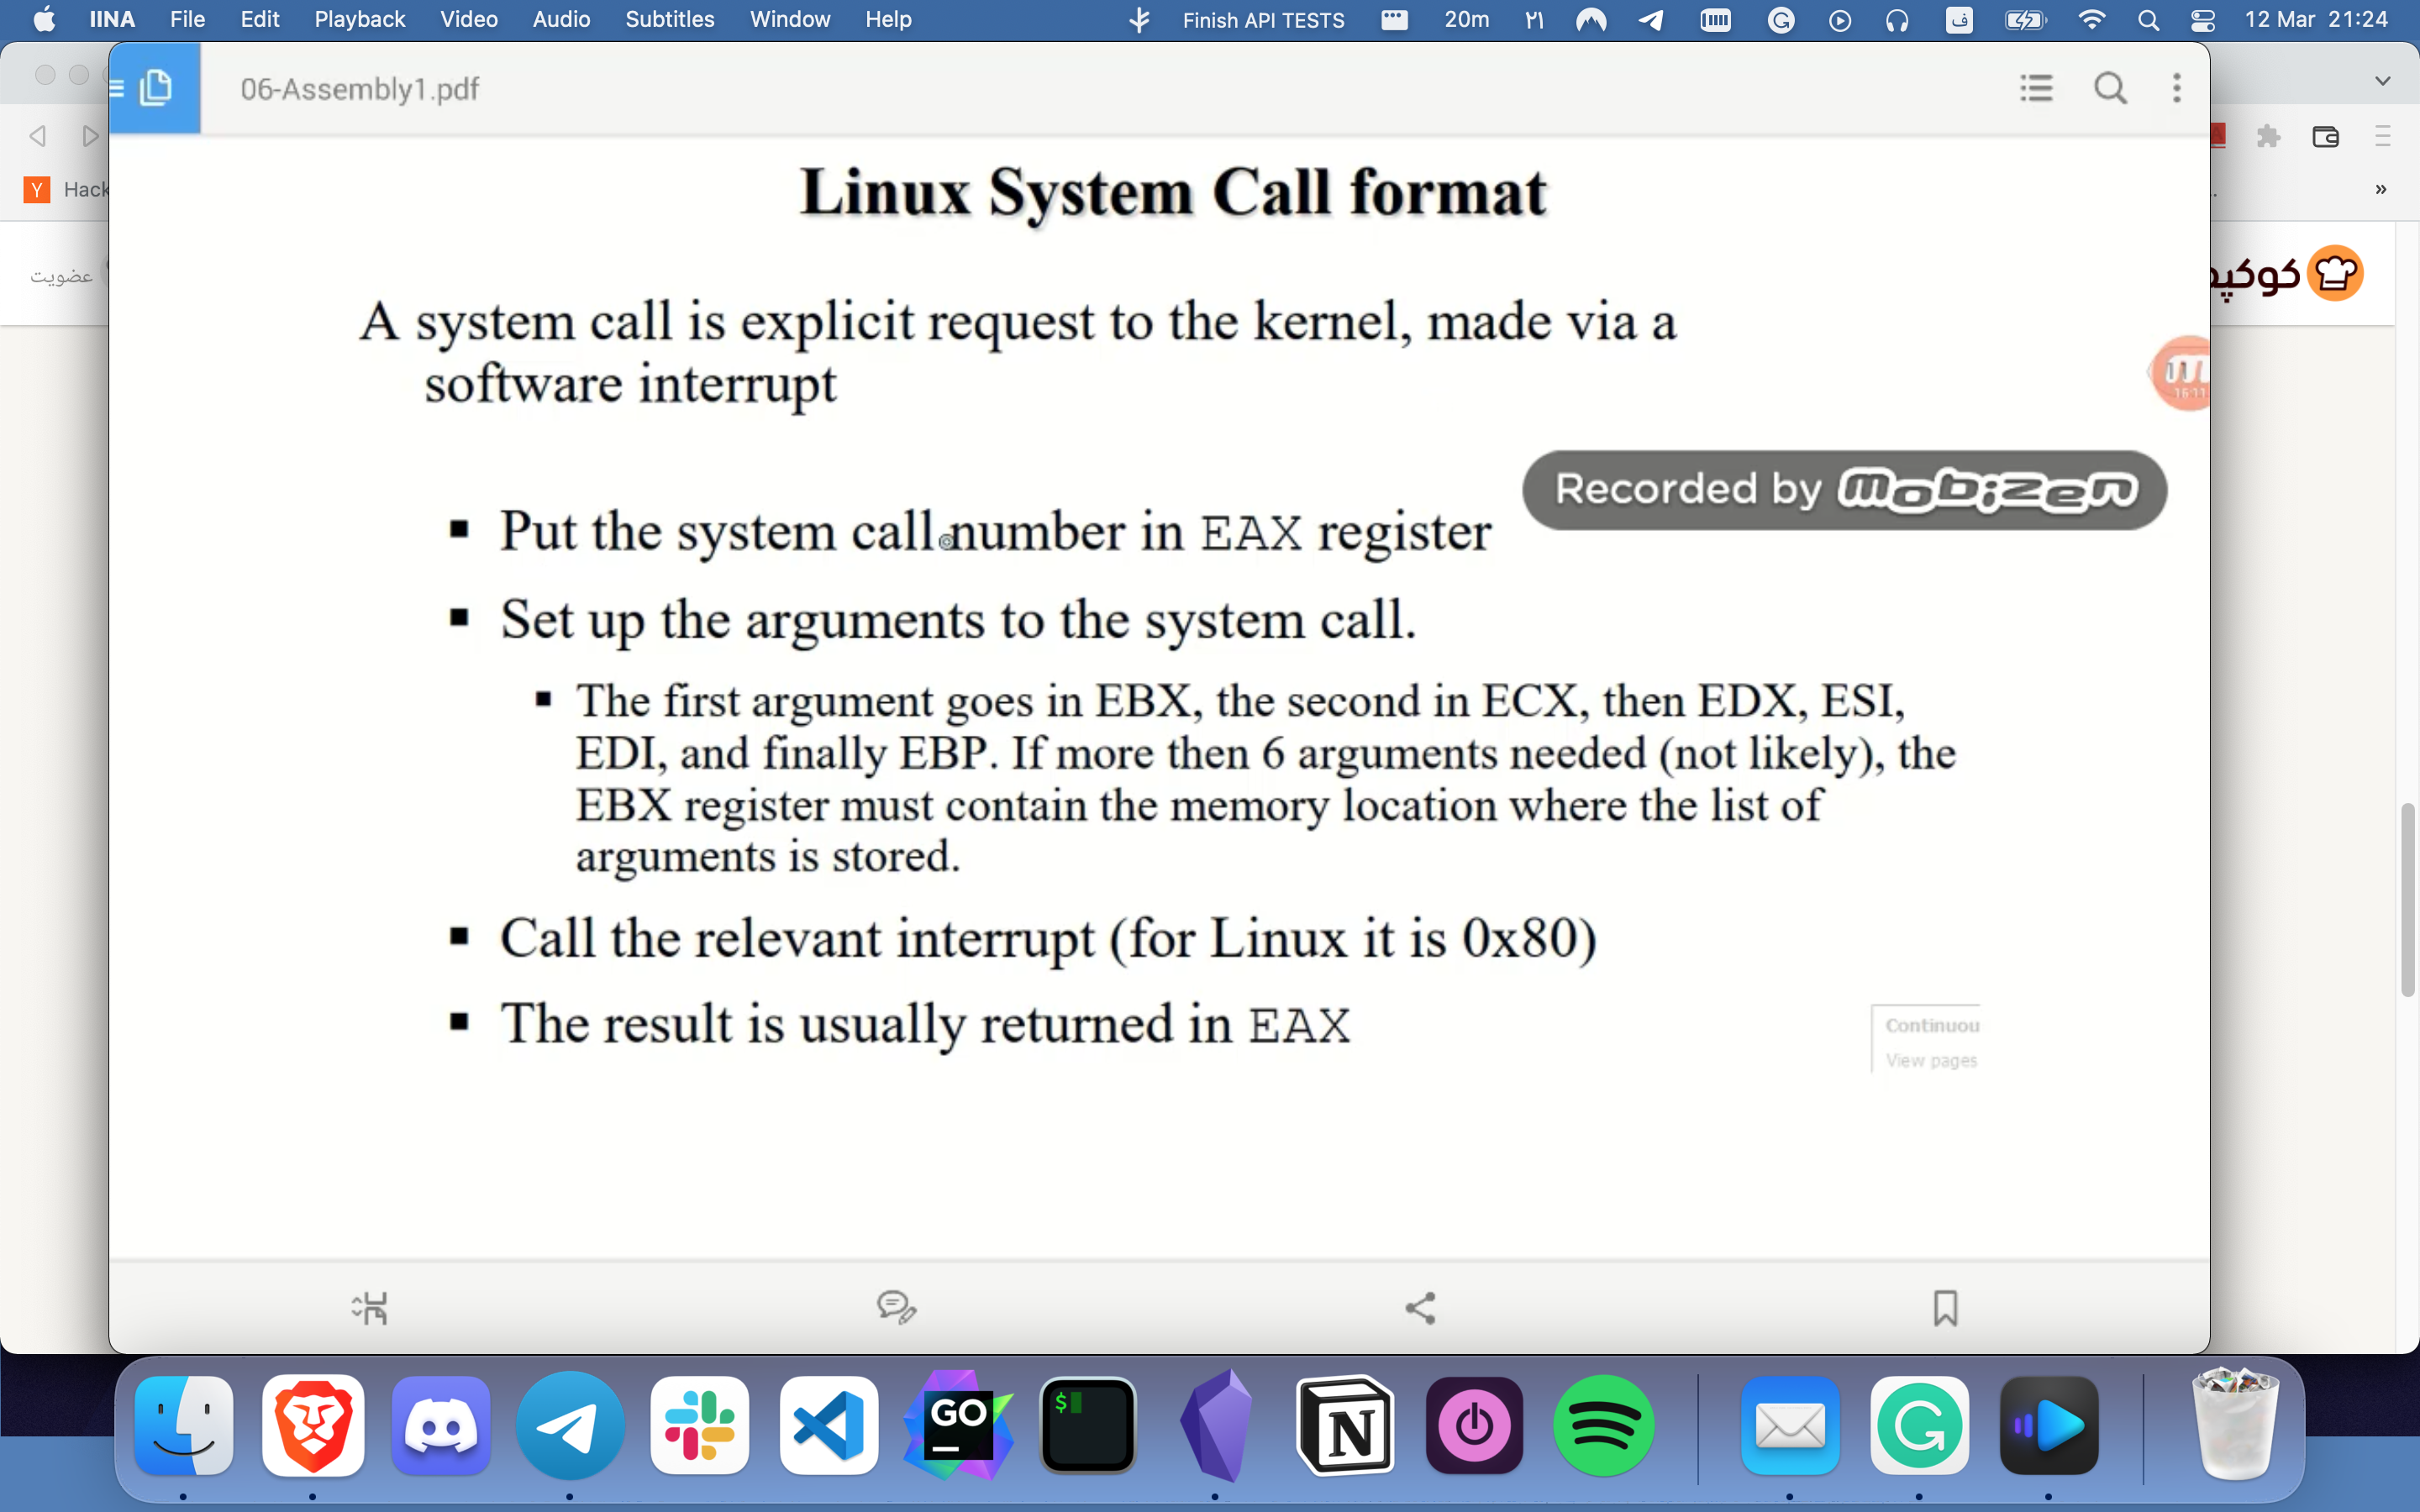 IINA File Edit Playback Video Audio Subtitles Window Help Finish API TESTS 20m ۲۱ ف 12 Mar 21:24
06-Assembly1.pdf
Y Hack
»
عضویت
Linux System Call format
A system call is explicit request to the kernel, made via a
software interrupt
16:11
Recorded by mobizen
▪ Put the system call number in EAX register
▪ Set up the arguments to the system call.
▪ The first argument goes in EBX, the second in ECX, then EDX, ESI,
EDI, and finally EBP. If more then 6 arguments needed (not likely), the
EBX register must contain the memory location where the list of
arguments is stored.
▪ Call the relevant interrupt (for Linux it is 0x80)
▪ The result is usually returned in EAX
Continuou
View pages
GO
$
N